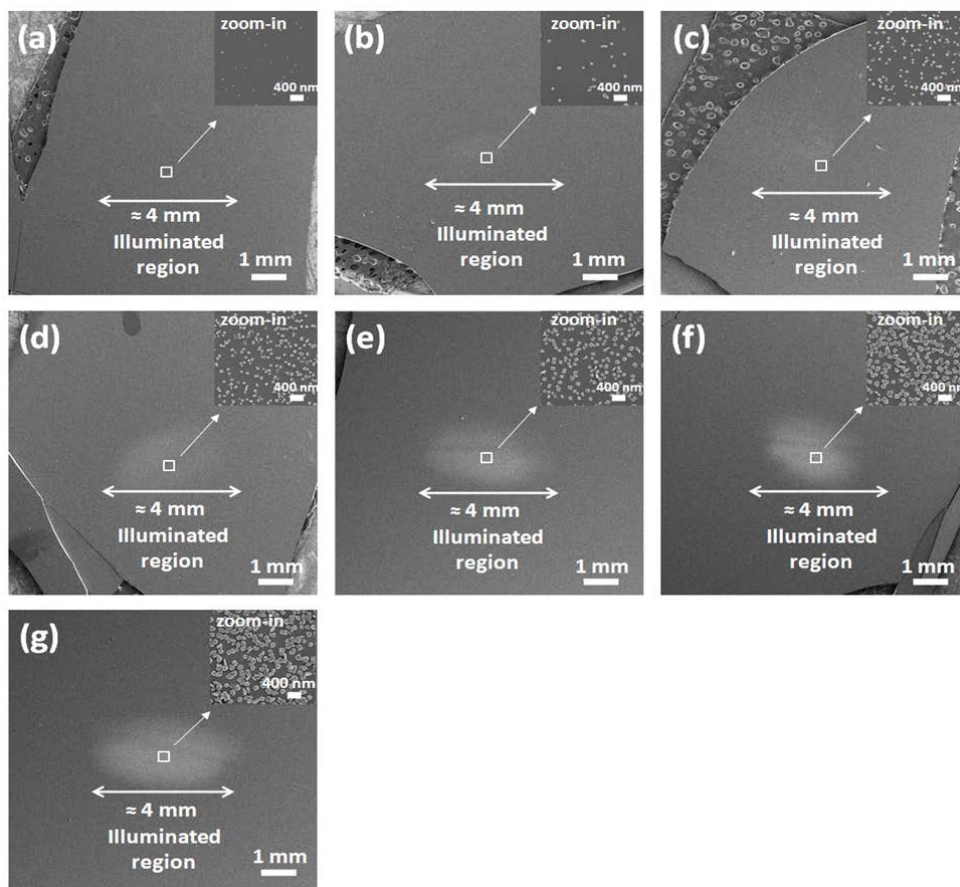 (a)
zoom-in
400 nm
≈ 4 mm
Illuminated
region
1 mm
(b)
zoom-in
400 nm
≈ 4 mm
Illuminated
region
1 mm
(c)
zoom-in
400 nm
≈ 4 mm
Illuminated
region
1 mm
(d)
zoom-in
400 nm
≈ 4 mm
Illuminated
region
1 mm
(e)
zoom-in
400 nm
≈ 4 mm
Illuminated
region
1 mm
(f)
zoom-in
400 nm
≈ 4 mm
Illuminated
region
1 mm
(g)
zoom-in
400 nm
≈ 4 mm
Illuminated
region
1 mm